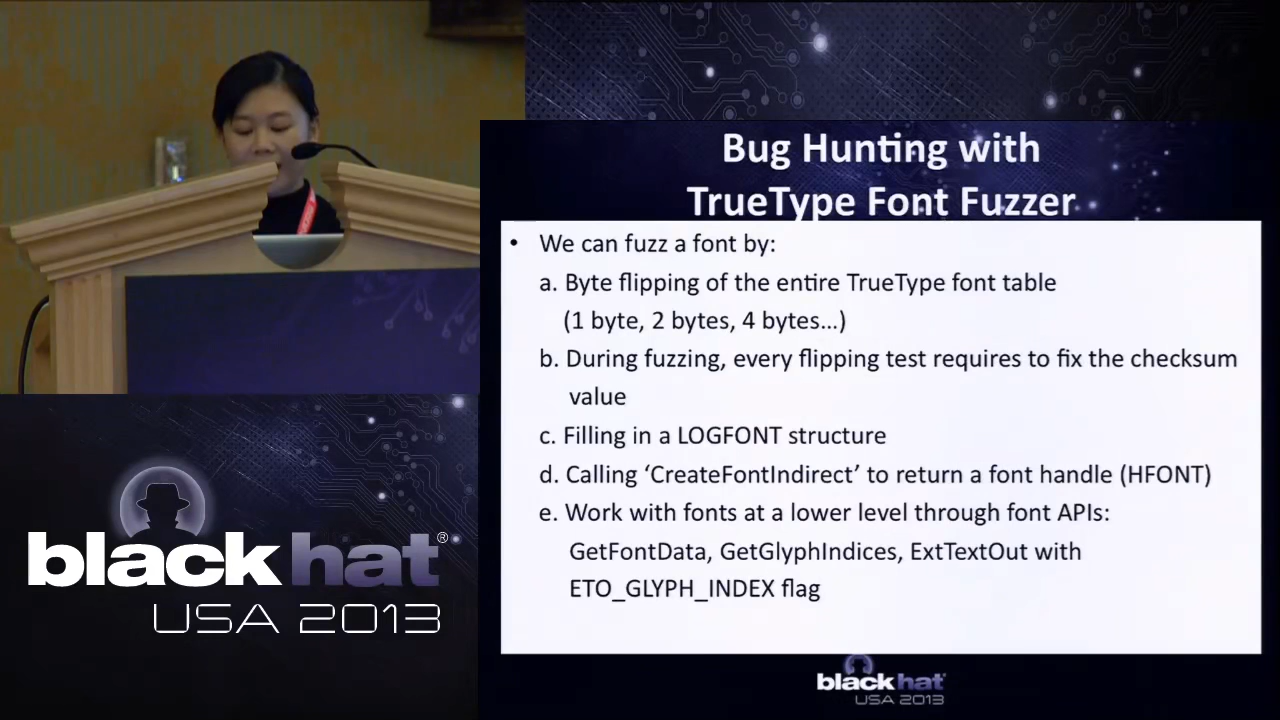 Bug Hunting with
TrueType Font Fuzzer
• We can fuzz a font by:
a. Byte flipping of the entire TrueType font table
(1 byte, 2 bytes, 4 bytes…)
b. During fuzzing, every flipping test requires to fix the checksum
value
c. Filling in a LOGFONT structure
d. Calling ‘CreateFontIndirect’ to return a font handle (HFONT)
e. Work with fonts at a lower level through font APIs:
GetFontData, GetGlyphIndices, ExtTextOut with
ETO_GLYPH_INDEX flag
black hat®
USA 2013
black hat
USA 2013